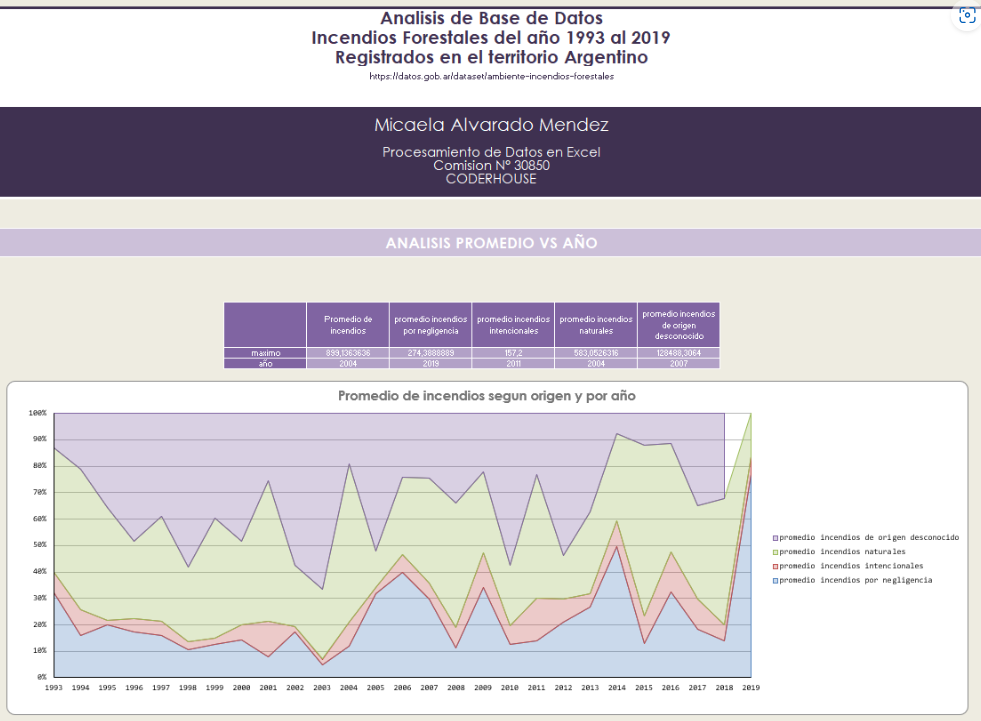 Analisis de Base de Datos
Incendios Forestales del año 1993 al 2019
Registrados en el territorio Argentino
https://datos.gob.ar/dataset/ambiente-incendios-forestales
Micaela Alvarado Mendez
Procesamiento de Datos en Excel
Comision Nº 30850
CODERHOUSE
ANALISIS PROMEDIO VS AÑO
Promedio de incendios promedio incendios por negligencia promedio incendios intencionales promedio incendios naturales promedio incendios de origen desconocido
maximo 899,1363636 274,3888889 157,2 583,0526316 128488,3064
año 2004 2019 2011 2004 2007
Promedio de incendios segun origen y por año
100%
90%
80%
70%
60%
50%
40%
30%
20%
10%
0%
1993 1994 1995 1996 1997 1998 1999 2000 2001 2002 2003 2004 2005 2006 2007 2008 2009 2010 2011 2012 2013 2014 2015 2016 2017 2018 2019
promedio incendios de origen desconocido
promedio incendios naturales
promedio incendios intencionales
promedio incendios por negligencia